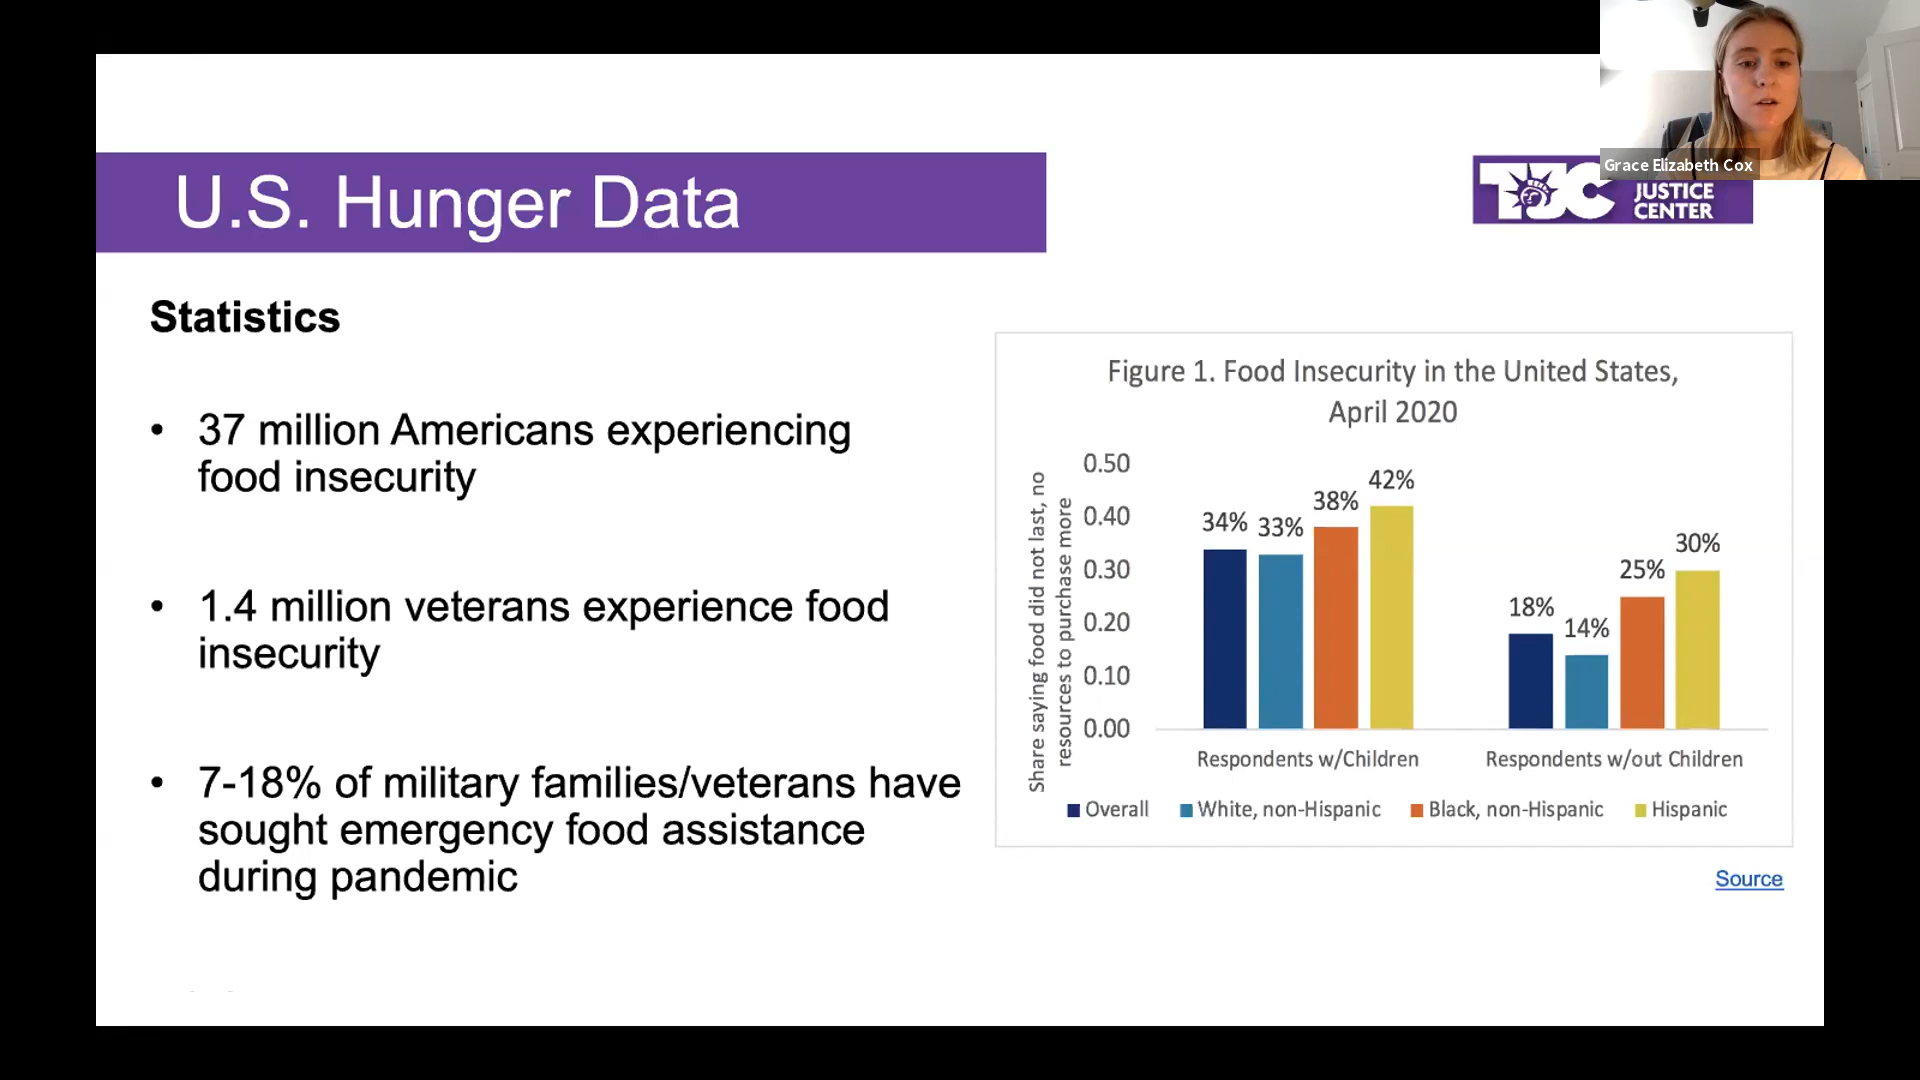 Grace Elizabeth Cox
U.S. Hunger Data
TJC JUSTICE
CENTER
Statistics
• 37 million Americans experiencing
food insecurity
• 1.4 million veterans experience food
insecurity
• 7-18% of military families/veterans have
sought emergency food assistance
during pandemic
Figure 1. Food Insecurity in the United States,
April 2020
Share saying food did not last, no
resources to purchase more
0.50
0.40
0.30
0.20
0.10
0.00
34% 33% 38% 42%
18% 14% 25% 30%
Respondents w/Children Respondents w/out Children
Overall White, non-Hispanic Black, non-Hispanic Hispanic
Source